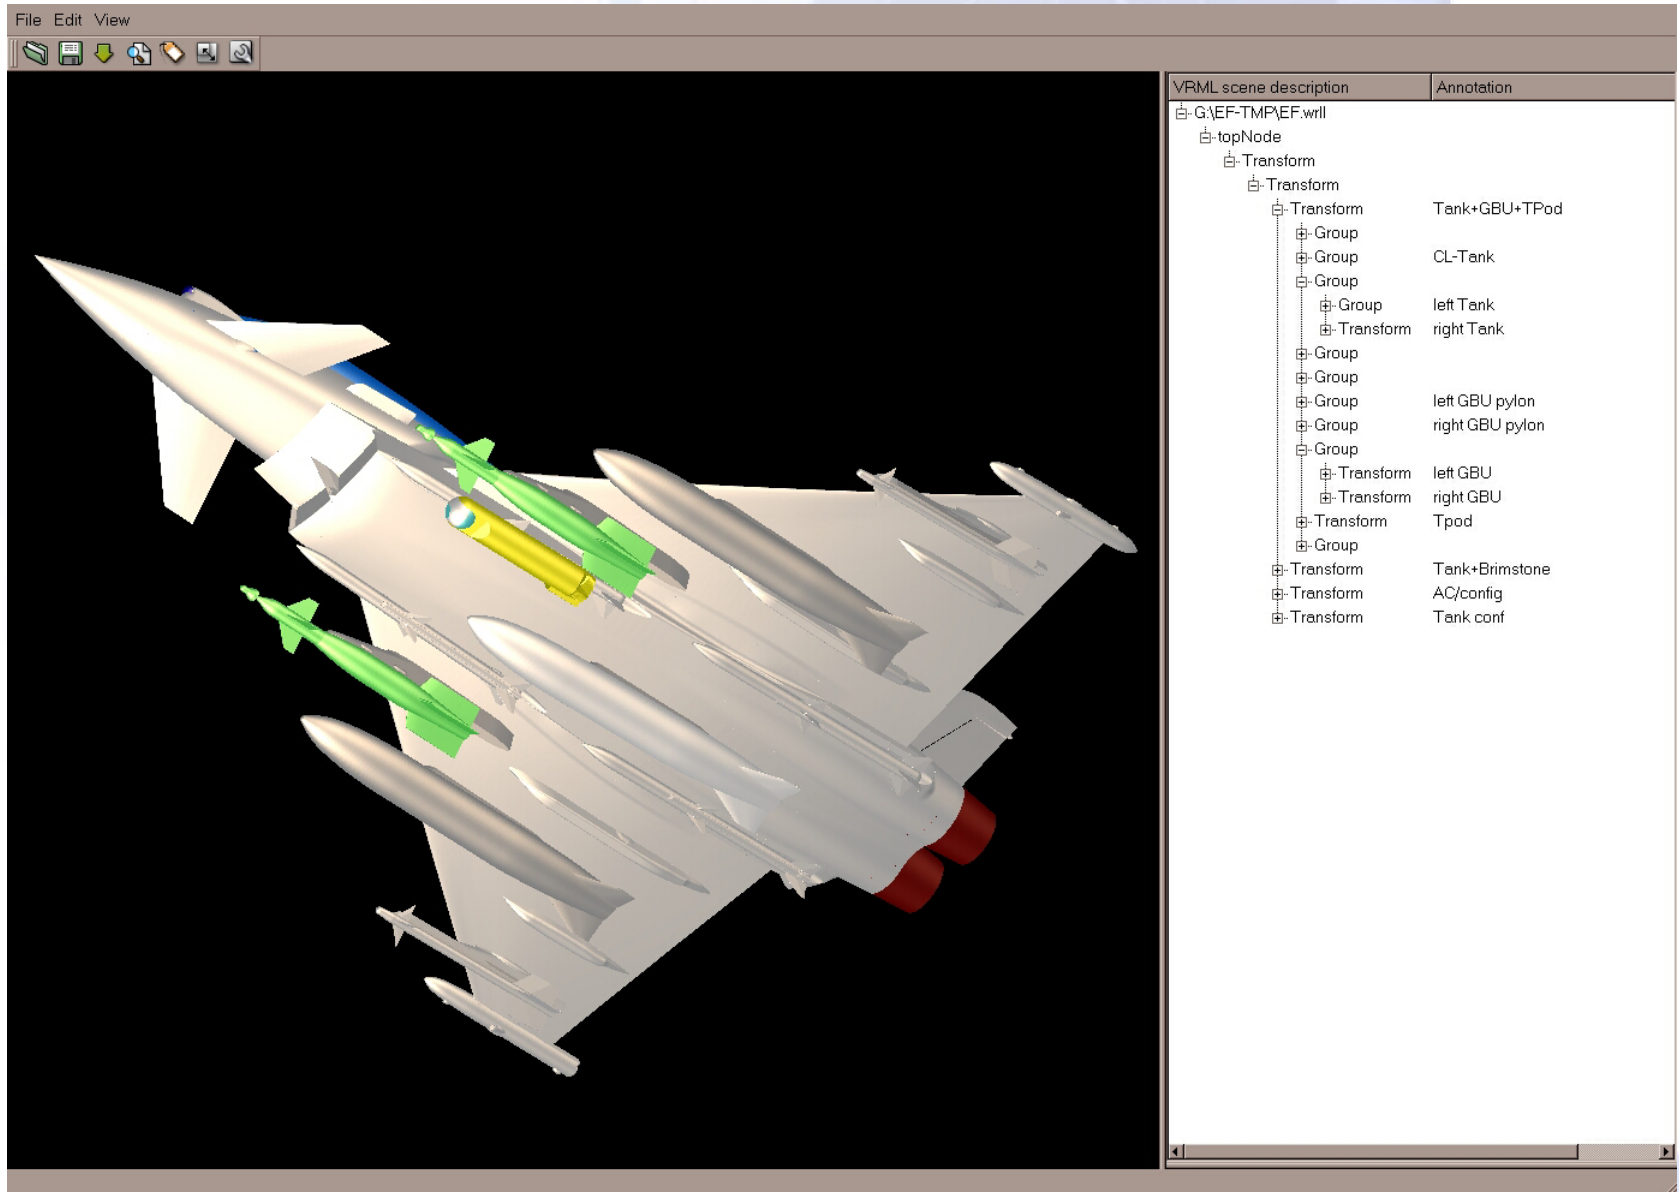 File Edit View
VRML scene description Annotation
G:\EF-TMP\EF.wrll
topNode
Transform
Transform
Transform Tank+GBU+TPod
Group
Group CL-Tank
Group
Group left Tank
Transform right Tank
Group
Group
Group left GBU pylon
Group right GBU pylon
Group
Transform left GBU
Transform right GBU
Transform Tpod
Group
Transform Tank+Brimstone
Transform AC/config
Transform Tank conf